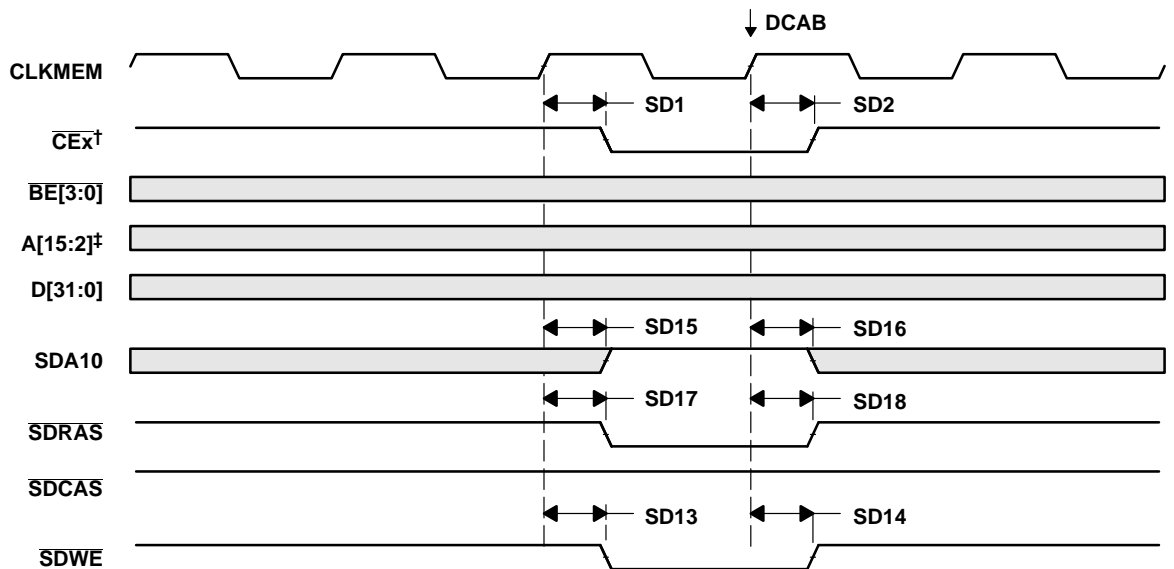 DCAB
CLKMEM
SD1 SD2
CEx†
BE[3:0]
A[15:2]‡
D[31:0]
SD15 SD16
SDA10
SD17 SD18
SDRAS
SDCAS
SD13 SD14
SDWE